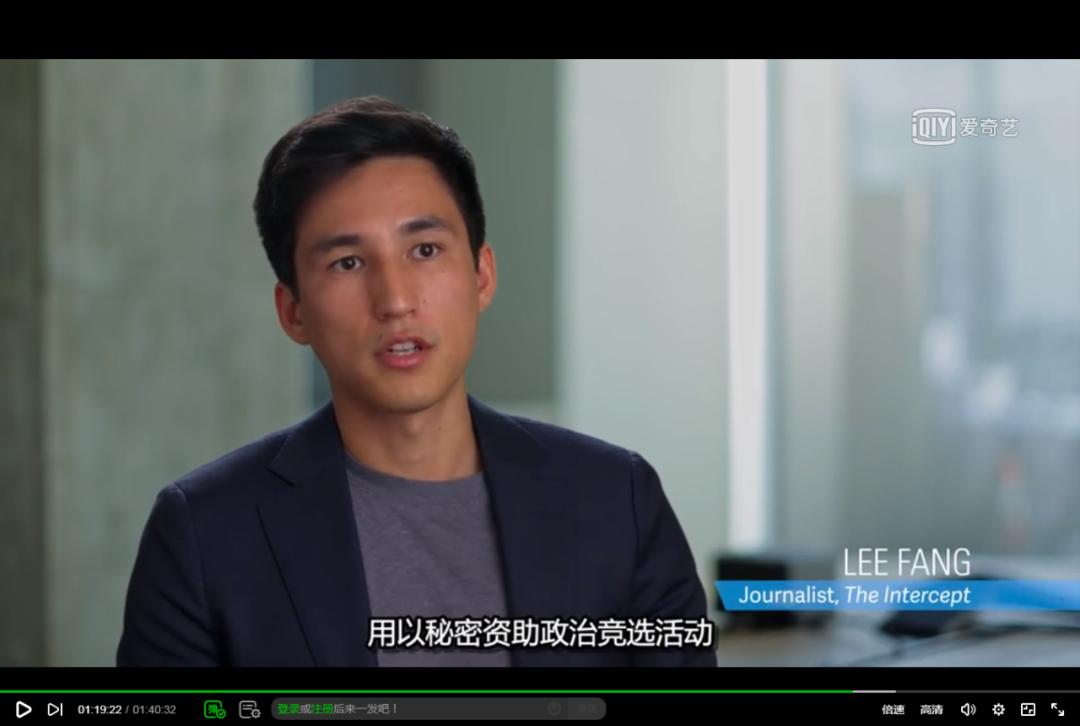 iQIYI 爱奇艺
LEE FANG
Journalist, The Intercept
用以秘密资助政治竞选活动
01:19:22 / 01:40:32
弹
登录或注册后来一发吧！
倍速
高清